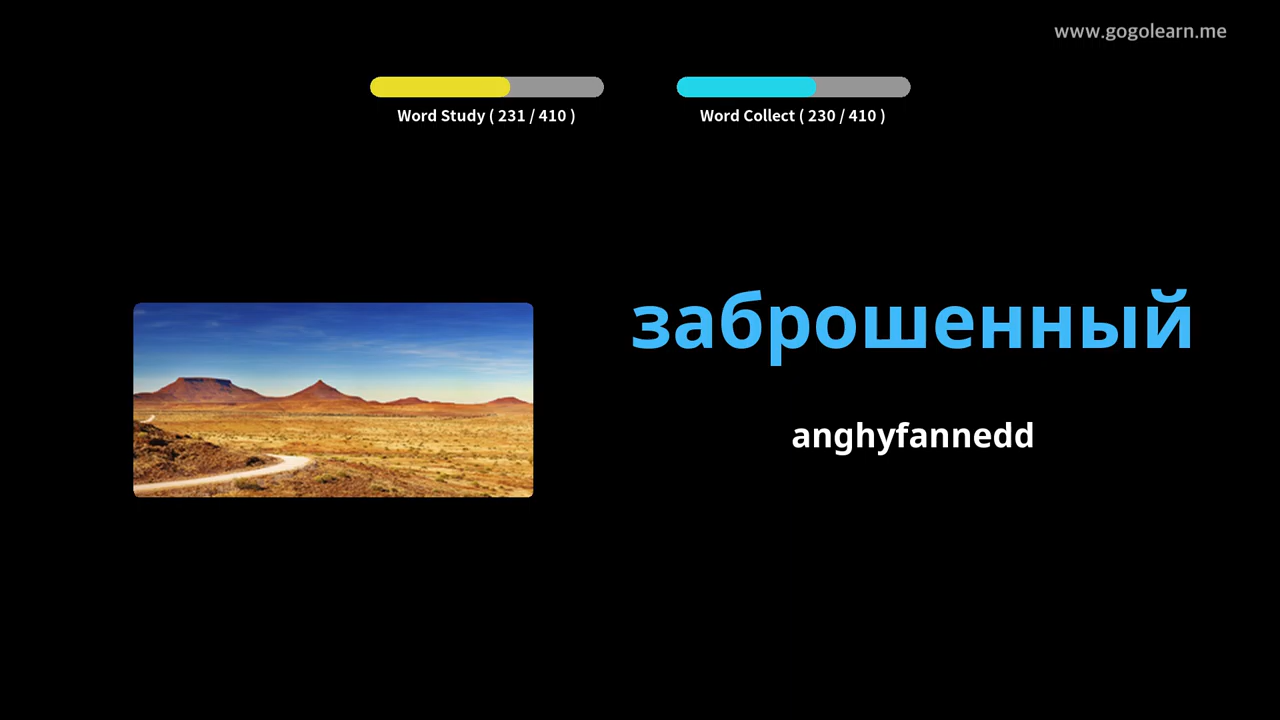 www.gogolearn.me
Word Study ( 231 / 410 )
Word Collect ( 230 / 410 )
заброшенный
anghyfannedd